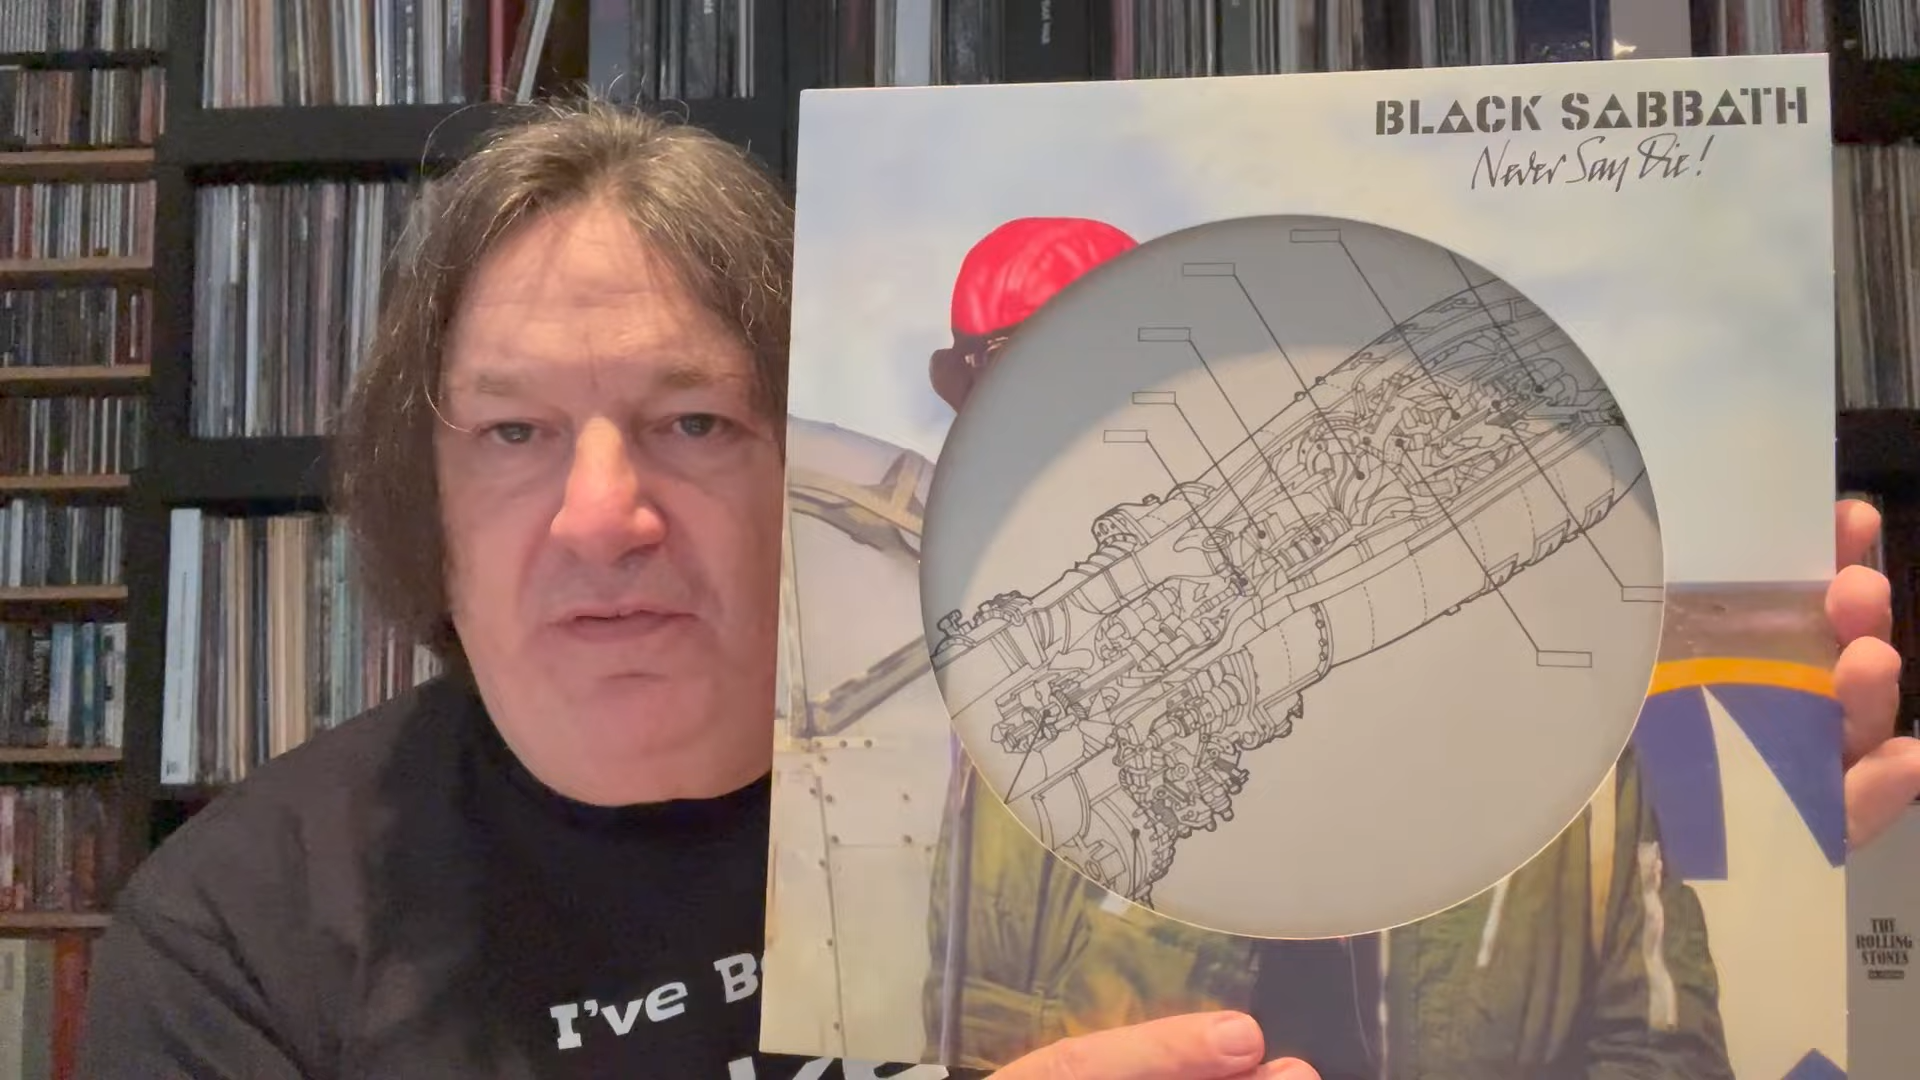 BLACK SABBATH
Never Say Die!
THE
ROLLING
STONES
I've B